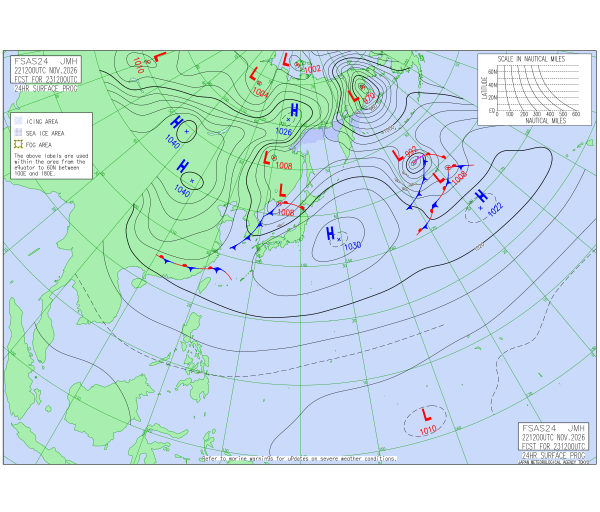 FSAS24 JMH
221200UTC NOV.2026
FCST FOR 231200UTC
24HR SURFACE PROG
ICING AREA
SEA ICE AREA
FOG AREA
The above labels are used
within the area from the
equator to 60N between
100E and 180E.
SCALE IN NAUTICAL MILES
LATITUDE
60N
40N
20N
EQ
0 100 200 300 400 500 600
NAUTICAL MILES
L
1010
L
L
1002
L
1004
L
970
H
1040
H
1026
H
1040
L
1008
L
992
L
1008
L
1008
H
1022
H
1030
L
1010
Refer to marine warnings for updates on severe weather conditions.
FSAS24 JMH
221200UTC NOV.2026
FCST FOR 231200UTC
24HR SURFACE PROG
JAPAN METEOROLOGICAL AGENCY TOKYO